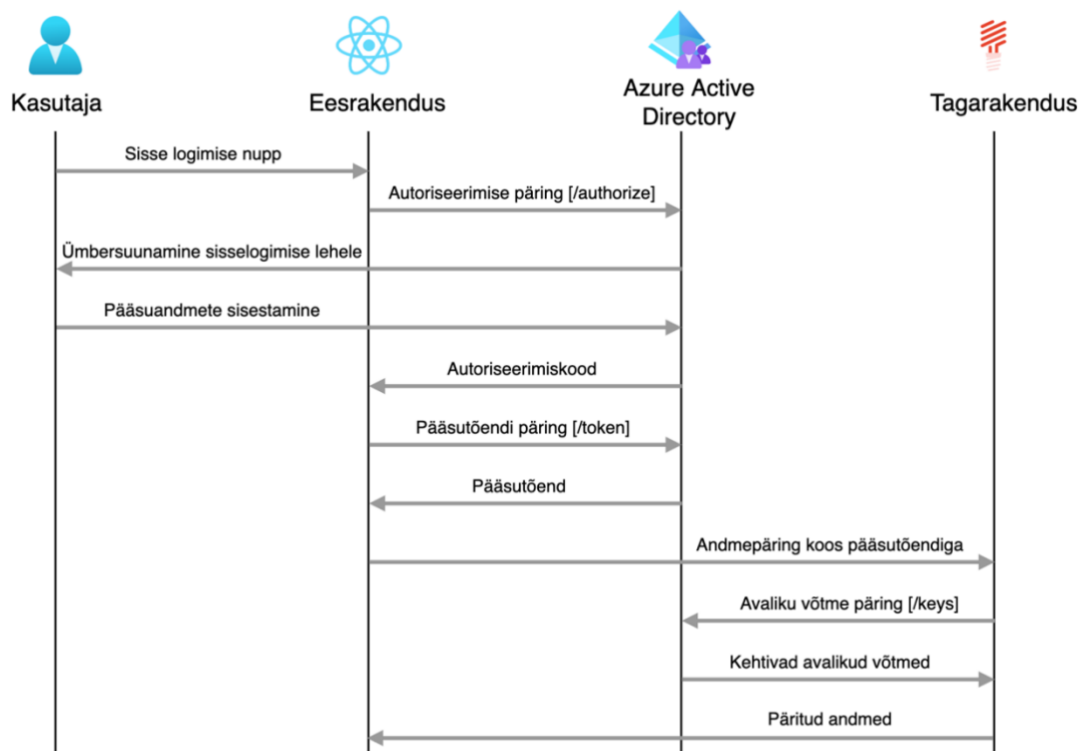 Kasutaja
Eesrakendus
Azure Active
Directory
Tagarakendus
Sisse logimise nupp
Autoriseerimise päring [/authorize]
Ümbersuunamine sisselogimise lehele
Pääsuandmete sisestamine
Autoriseerimiskood
Pääsutõendi päring [/token]
Pääsutõend
Andmepäring koos pääsutõendiga
Avaliku võtme päring [/keys]
Kehtivad avalikud võtmed
Päritud andmed